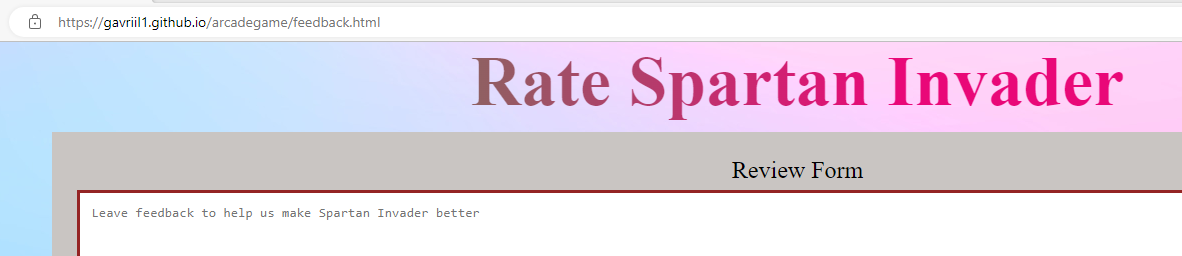 https://gavriil1.github.io/arcadegame/feedback.html
Rate Spartan Invader
Review Form
Leave feedback to help us make Spartan Invader better